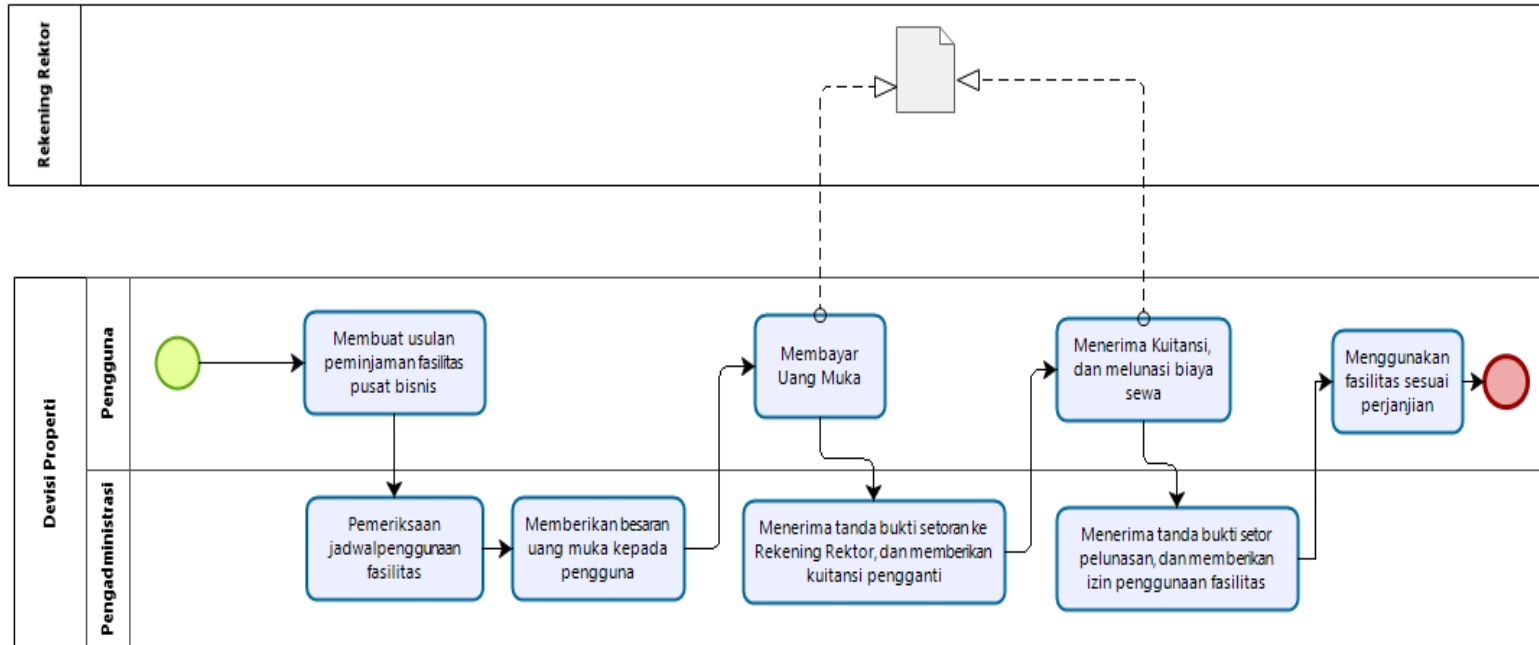 Rekening Rektor
Devisi Properti
Pengguna
Membuat usulan
peminjaman fasilitas
pusat bisnis
Membayar
Uang Muka
Menerima Kuitansi,
dan melunasi biaya
sewa
Menggunakan
fasilitas sesuai
perjanjian
Pengadministrasi
Pemeriksaan
jadwalpenggunaan
fasilitas
Memberikan besaran
uang muka kepada
pengguna
Menerima tanda bukti setoran ke
Rekening Rektor, dan memberikan
kuitansi pengganti
Menerima tanda bukti setor
pelunasan, dan memberikan
izin penggunaan fasilitas